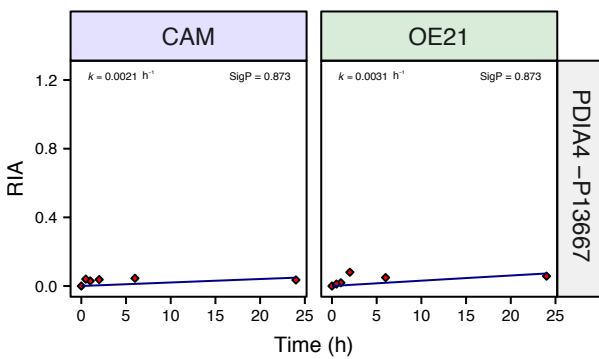 CAM
OE21
k = 0.0021 h⁻¹
SigP = 0.873
k = 0.0031 h⁻¹
SigP = 0.873
PDIA4 −P13667
RIA
1.2
0.8
0.4
0.0
0 5 10 15 20 25
0 5 10 15 20 25
Time (h)